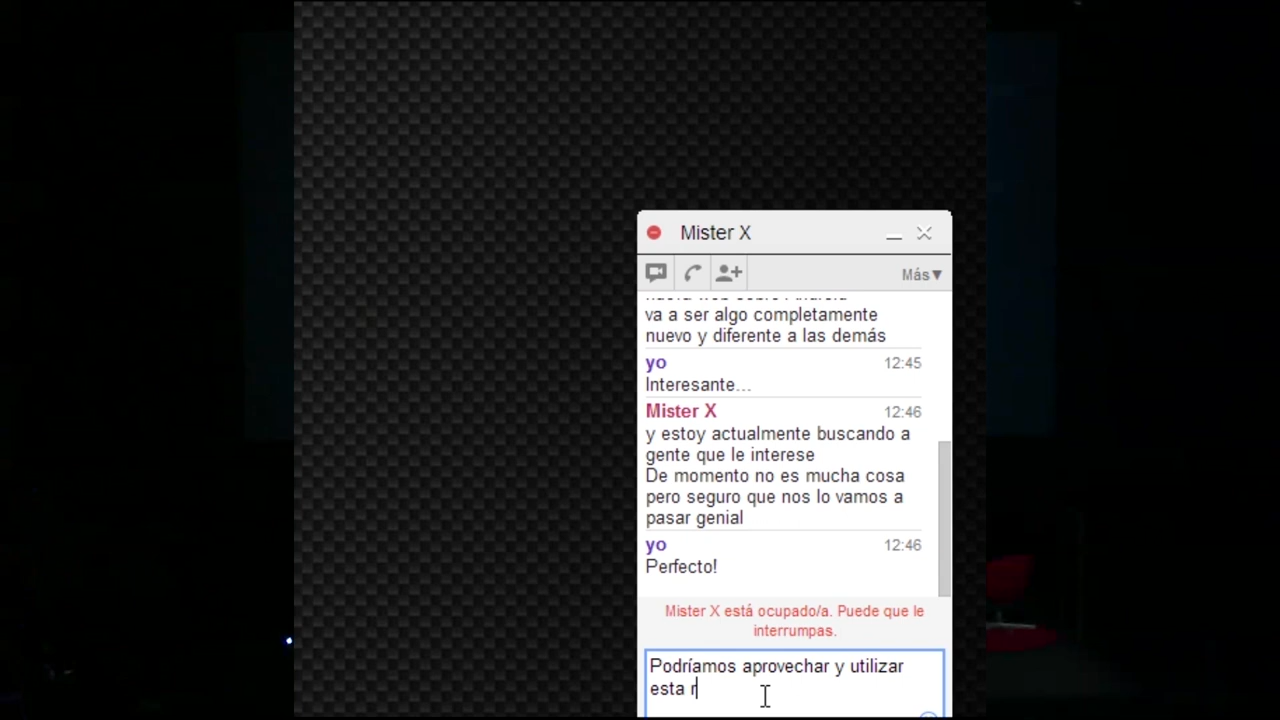 Mister X
Más▼
va a ser algo completamente
nuevo y diferente a las demás
yo 12:45
Interesante...
Mister X 12:46
y estoy actualmente buscando a
gente que le interese
De momento no es mucha cosa
pero seguro que nos lo vamos a
pasar genial
yo 12:46
Perfecto!
Mister X está ocupado/a. Puede que le
interrumpas.
Podríamos aprovechar y utilizar
esta r